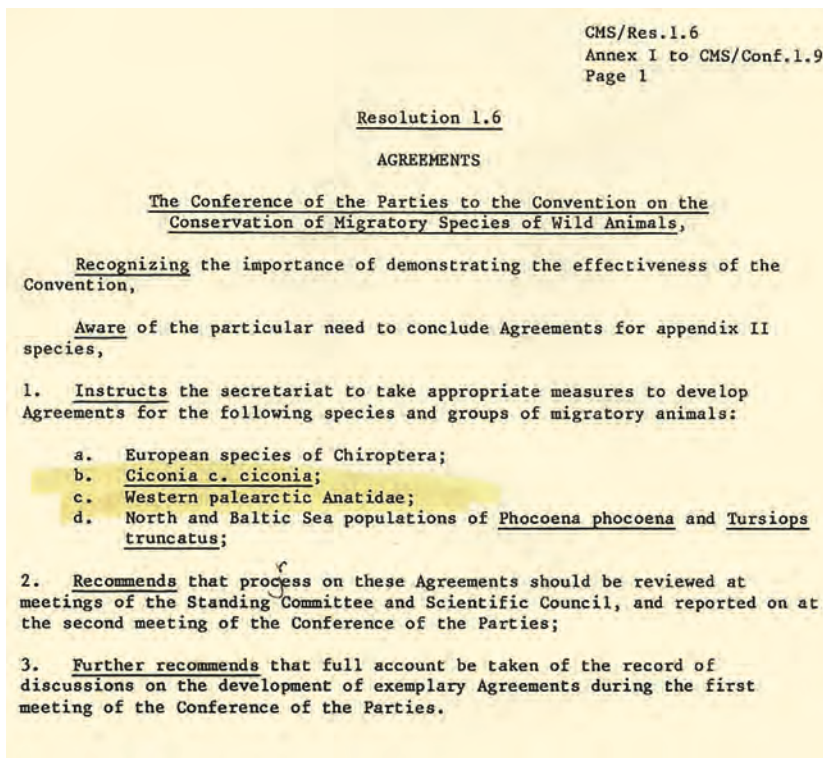 CMS/Res.1.6
Annex I to CMS/Conf.1.9
Page 1
Resolution 1.6
AGREEMENTS
The Conference of the Parties to the Convention on the
Conservation of Migratory Species of Wild Animals,
Recognizing the importance of demonstrating the effectiveness of the
Convention,
Aware of the particular need to conclude Agreements for appendix II
species,
1. Instructs the secretariat to take appropriate measures to develop
Agreements for the following species and groups of migratory animals:
a. European species of Chiroptera;
b. Ciconia c. ciconia;
c. Western palearctic Anatidae;
d. North and Baltic Sea populations of Phocoena phocoena and Tursiops
truncatus;
2. Recommends that progress on these Agreements should be reviewed at
meetings of the Standing Committee and Scientific Council, and reported on at
the second meeting of the Conference of the Parties;
3. Further recommends that full account be taken of the record of
discussions on the development of exemplary Agreements during the first
meeting of the Conference of the Parties.